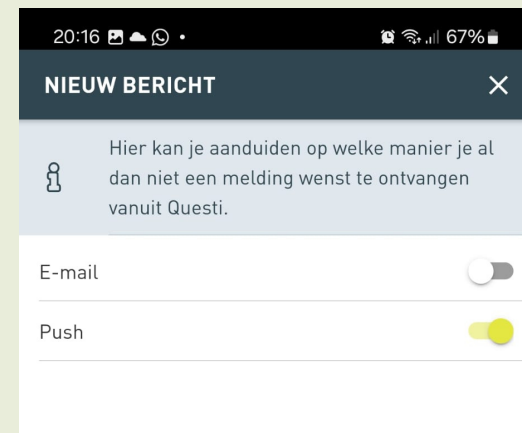 20:16 67%
NIEUW BERICHT
Hier kan je aanduiden op welke manier je al
dan niet een melding wenst te ontvangen
vanuit Questi.
E-mail
Push